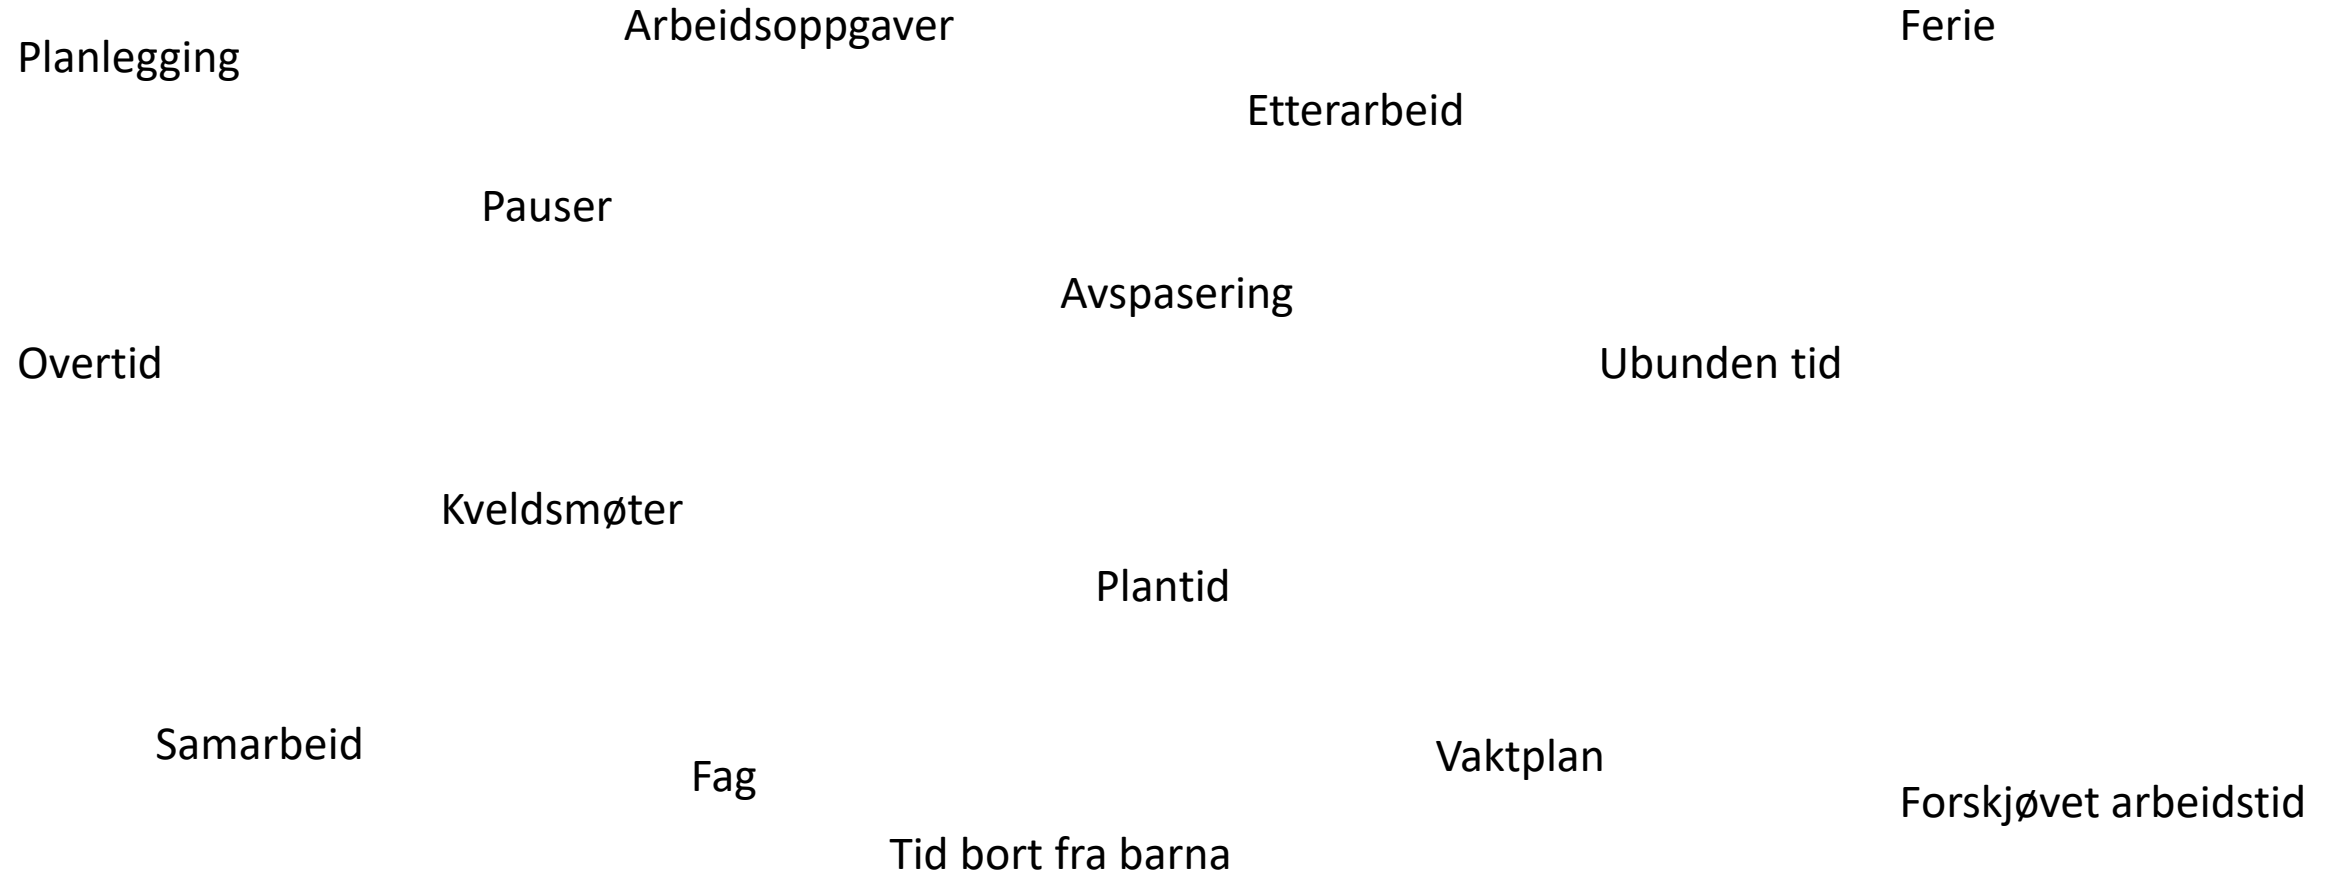 Arbeidsoppgaver
Ferie
Planlegging
Etterarbeid
Pauser
Avspasering
Overtid
Ubunden tid
Kveldsmøter
Plantid
Samarbeid
Vaktplan
Fag
Forskjøvet arbeidstid
Tid bort fra barna